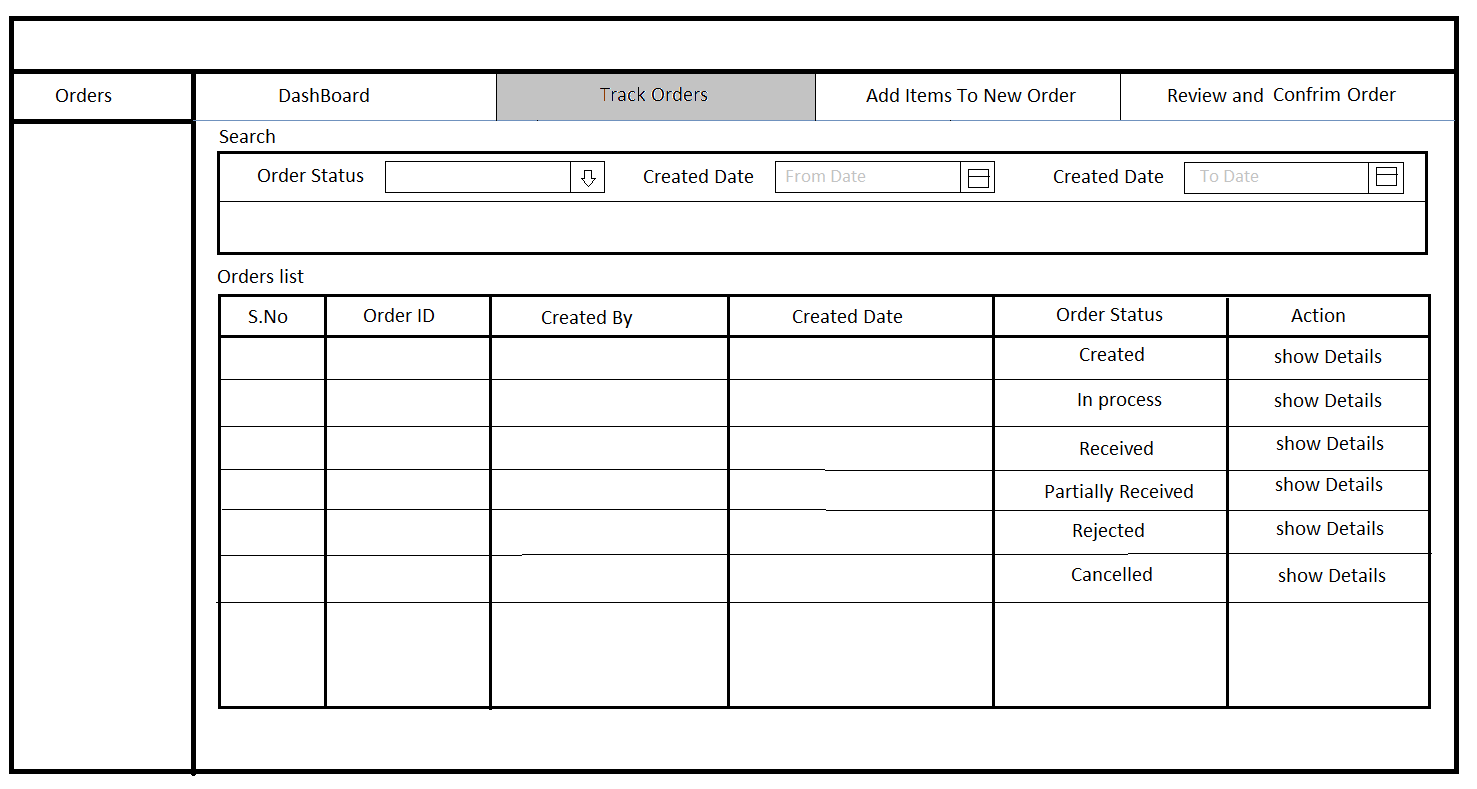 Orders DashBoard Track Orders Add Items To New Order Review and Confrim Order
Search
Order Status Created Date From Date Created Date To Date
Orders list
S.No Order ID Created By Created Date Order Status Action
Created show Details
In process show Details
Received show Details
Partially Received show Details
Rejected show Details
Cancelled show Details